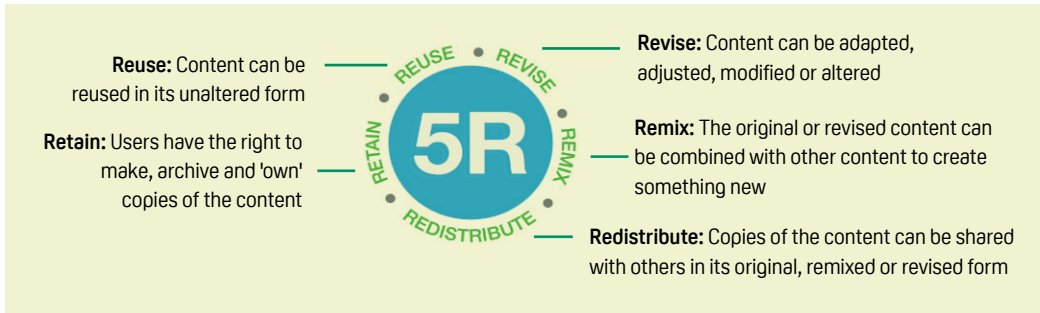 Reuse: Content can be
reused in its unaltered form
Retain: Users have the right to
make, archive and 'own'
copies of the content
REUSE
REVISE
REMIX
REDISTRIBUTE
RETAIN
5R
Revise: Content can be adapted,
adjusted, modified or altered
Remix: The original or revised content can
be combined with other content to create
something new
Redistribute: Copies of the content can be shared
with others in its original, remixed or revised form